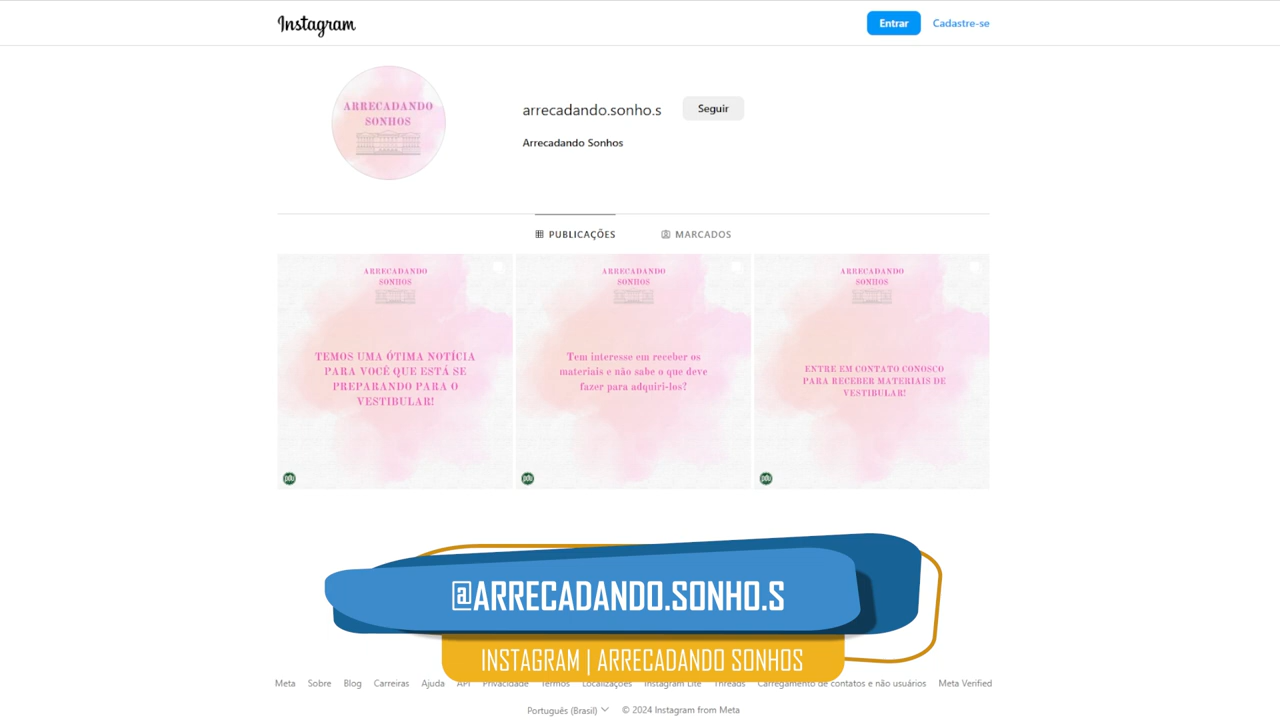 Instagram
Entrar
Cadastre-se
ARRECADANDO
SONHOS
arrecadando.sonho.s
Seguir
Arrecadando Sonhos
PUBLICAÇÕES
MARCADOS
ARRECADANDO
SONHOS
TEMOS UMA ÓTIMA NOTÍCIA
PARA VOCÊ QUE ESTÁ SE
PREPARANDO PARA O
VESTIBULAR!
ARRECADANDO
SONHOS
Tem interesse em receber os
materiais e não sabe o que deve
fazer para adquiri-los?
ARRECADANDO
SONHOS
ENTRE EM CONTATO CONOSCO
PARA RECEBER MATERIAIS DE
VESTIBULAR!
@ARRECADANDO.SONHO.S
INSTAGRAM | ARRECADANDO SONHOS
Meta Sobre Blog Carreiras Ajuda API Privacidade Termos Localizações Instagram Lite Threads Carregamento de contatos e não usuários Meta Verified
Português (Brasil) © 2024 Instagram from Meta